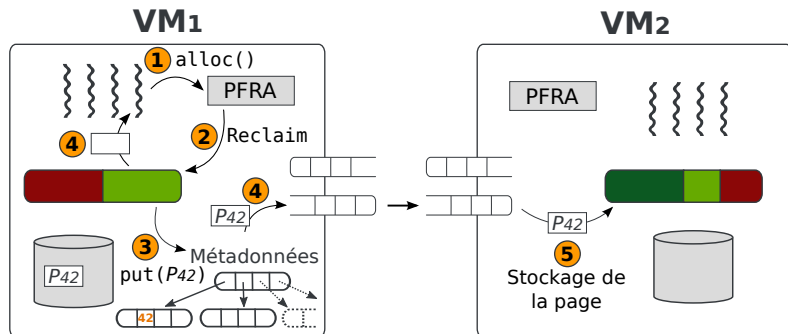 VM1
VM2
1 alloc()
PFRA
PFRA
2 Reclaim
4
4
P42
P42
3
Métadonnées
put(P42)
P42
5
Stockage de
la page
42